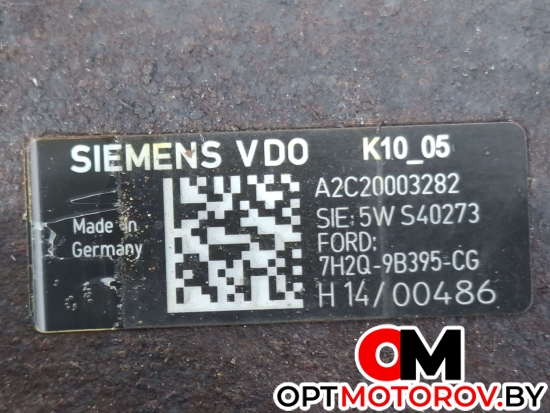 SIEMENS VDO K10_05
Made in
Germany
A2C20003282
SIE: 5W S40273
FORD:
7H2Q-9B395-CG
H 14/00486
OM
OPTMOTOROV.BY